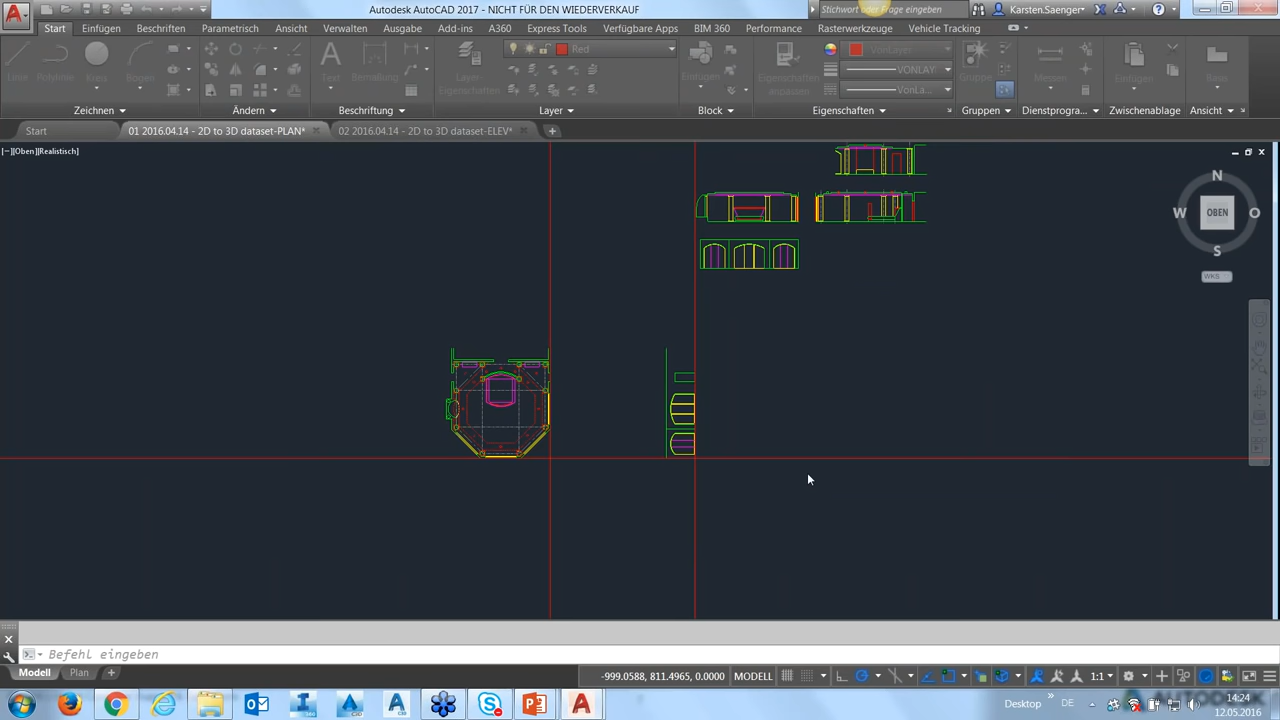 Autodesk AutoCAD 2017 - NICHT FÜR DEN WIEDERVERKAUF
Stichwort oder Frage eingeben
Karsten.Saenger
Start Einfügen Beschriften Parametrisch Ansicht Verwalten Ausgabe Add-ins A360 Express Tools Verfügbare Apps BIM 360 Performance Rasterwerkzeuge Vehicle Tracking
Linie Polylinie Kreis Bogen Text Bemaßung Layer-Eigenschaften Red Einfügen Eigenschaften anpassen VonLayer Gruppe Messen Einfügen Basis
VONLAY
VonLa...
Zeichnen Ändern Beschriftung Layer Block Eigenschaften Gruppen Dienstprogr... Zwischenablage Ansicht
Start 01 2016.04.14 - 2D to 3D dataset-PLAN* 02 2016.04.14 - 2D to 3D dataset-ELEV*
[−][Oben][Realistisch]
N
W OBEN O
S
WKS
Befehl eingeben
Modell Plan
-999.0588, 811.4965, 0.0000 MODELL 1:1
Desktop DE 14:24
12.05.2016